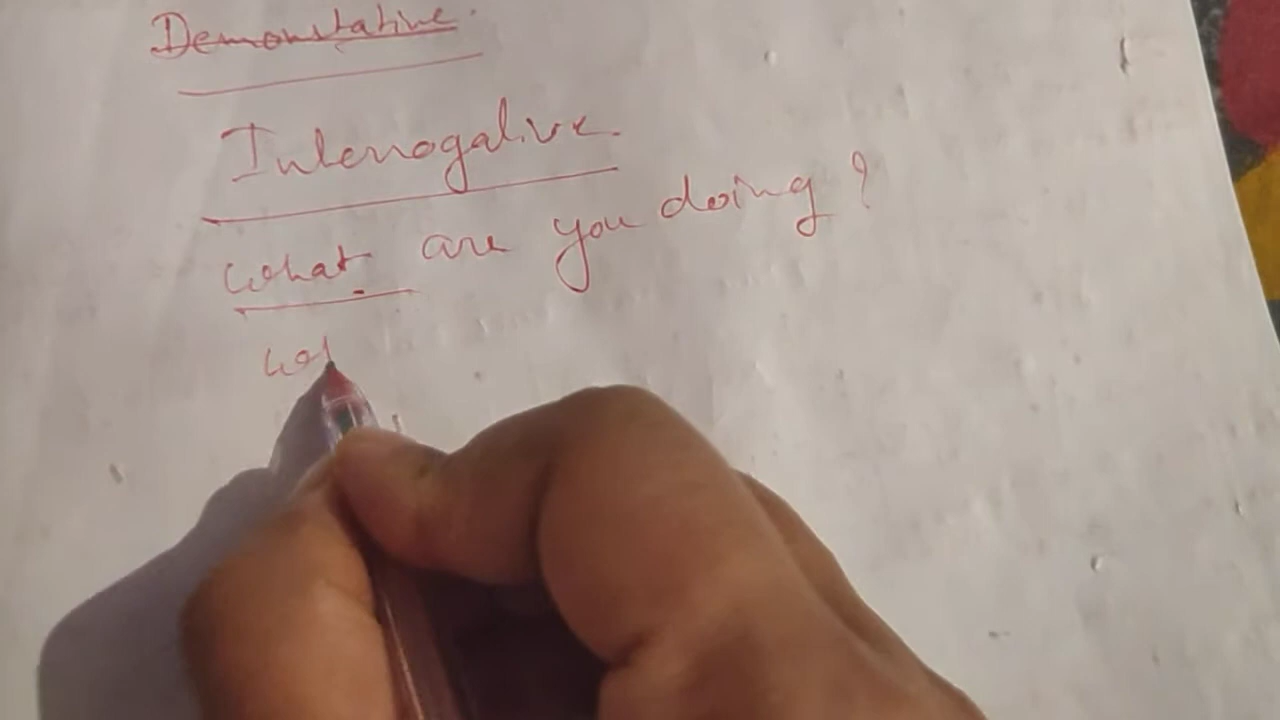 Demonstative.
Interrogative.
What are you doing ?